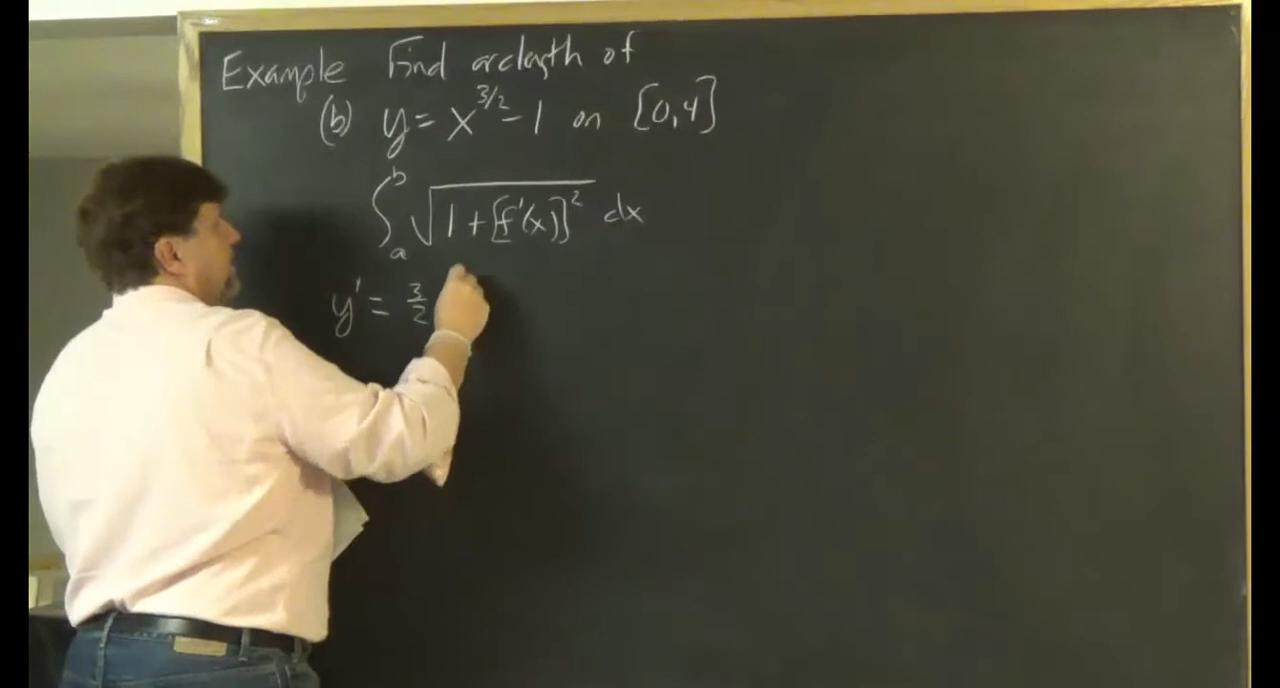 Example Find arclength of
(b) y = x^{3/2} - 1 on [0,4]
∫_a^b √(1 + [f'(x)]^2) dx
y' = 3/2